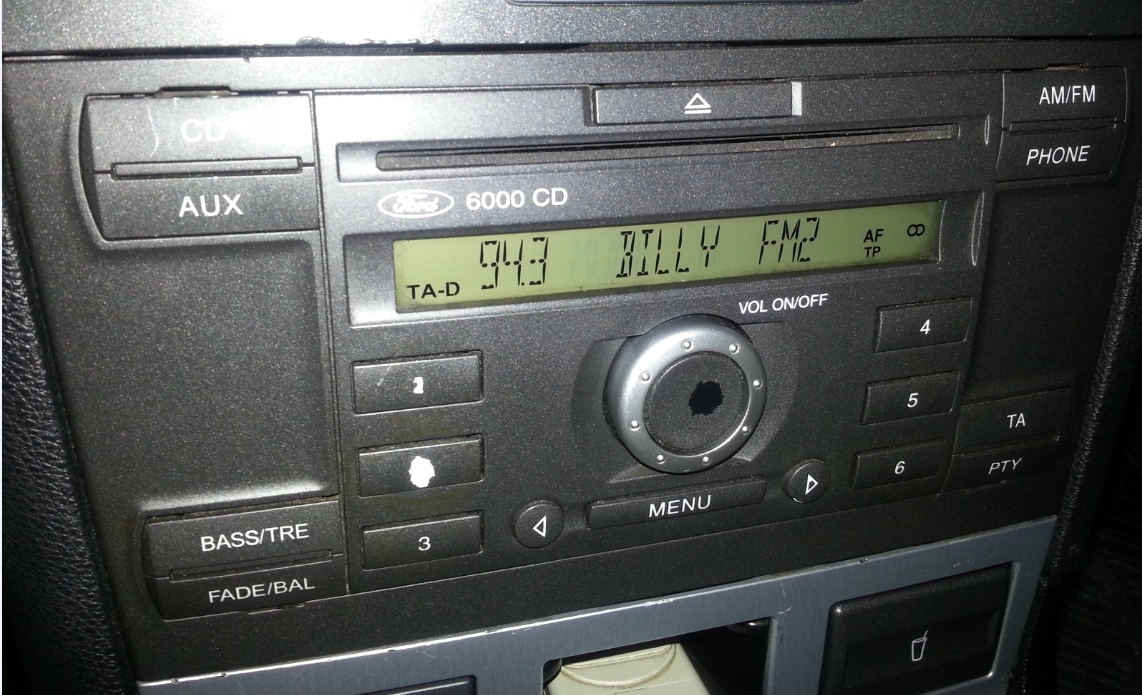 CD
AM/FM
PHONE
AUX
Ford 6000 CD
TA-D 94.3 BILLY FM2 AF TP
VOL ON/OFF
4
5
TA
6
PTY
MENU
3
BASS/TRE
FADE/BAL